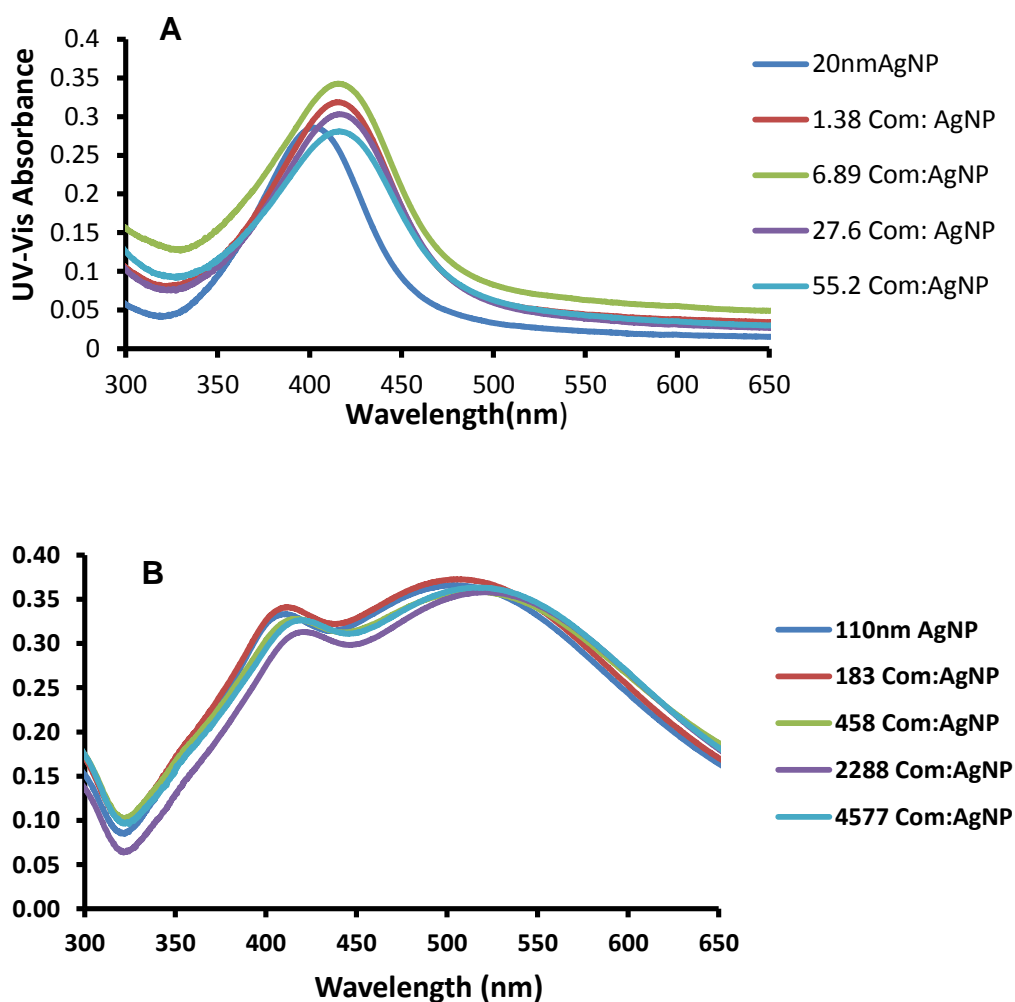 A
UV-Vis Absorbance
0.4
0.35
0.3
0.25
0.2
0.15
0.1
0.05
0
300 350 400 450 500 550 600 650
Wavelength(nm)
20nmAgNP
1.38 Com: AgNP
6.89 Com:AgNP
27.6 Com: AgNP
55.2 Com:AgNP
B
0.40
0.35
0.30
0.25
0.20
0.15
0.10
0.05
0.00
300 350 400 450 500 550 600 650
Wavelength (nm)
110nm AgNP
183 Com:AgNP
458 Com:AgNP
2288 Com:AgNP
4577 Com:AgNP